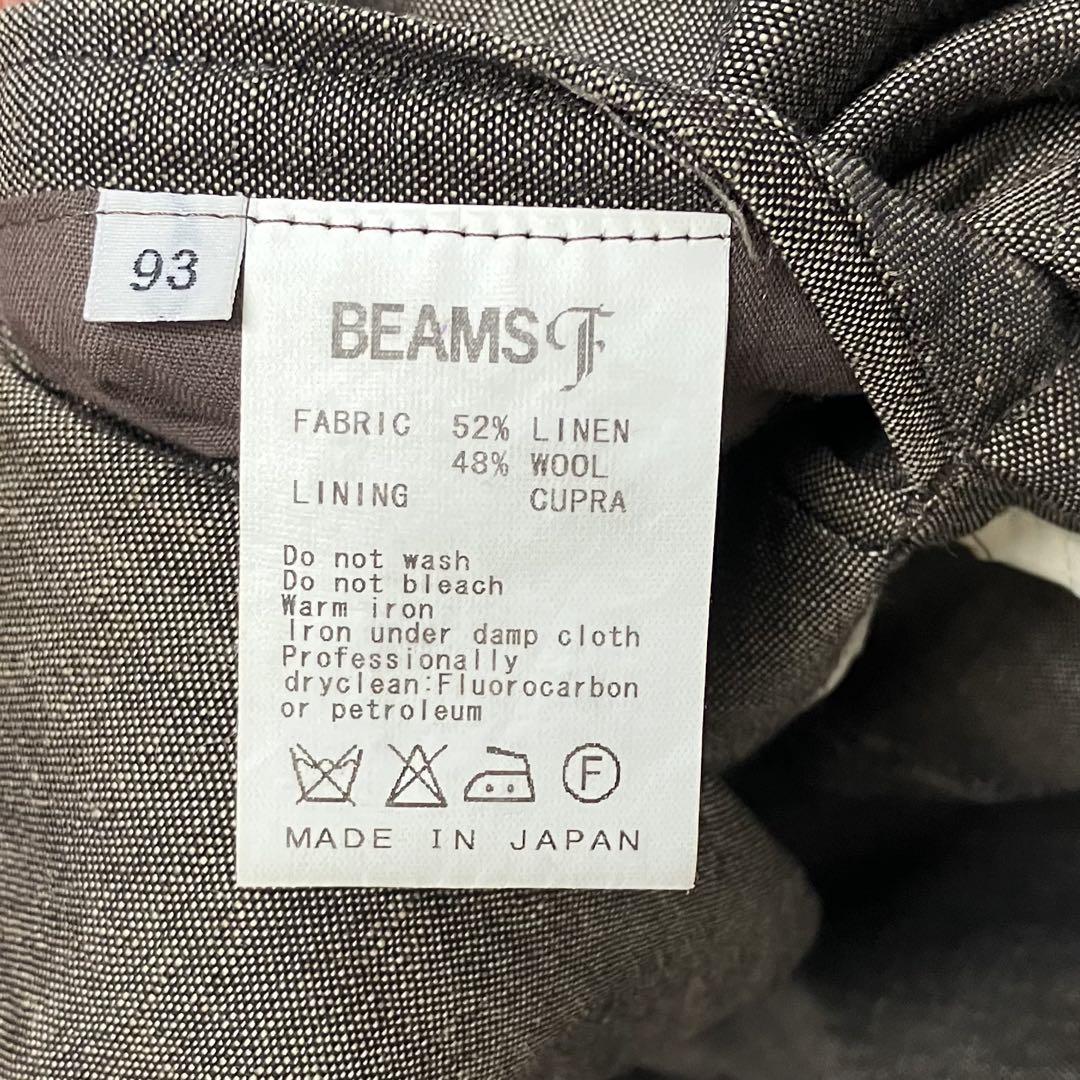 93
BEAMS F
FABRIC 52% LINEN
48% WOOL
LINING CUPRA
Do not wash
Do not bleach
Warm iron
Iron under damp cloth
Professionally
dryclean:Fluorocarbon
or petroleum
F
MADE IN JAPAN